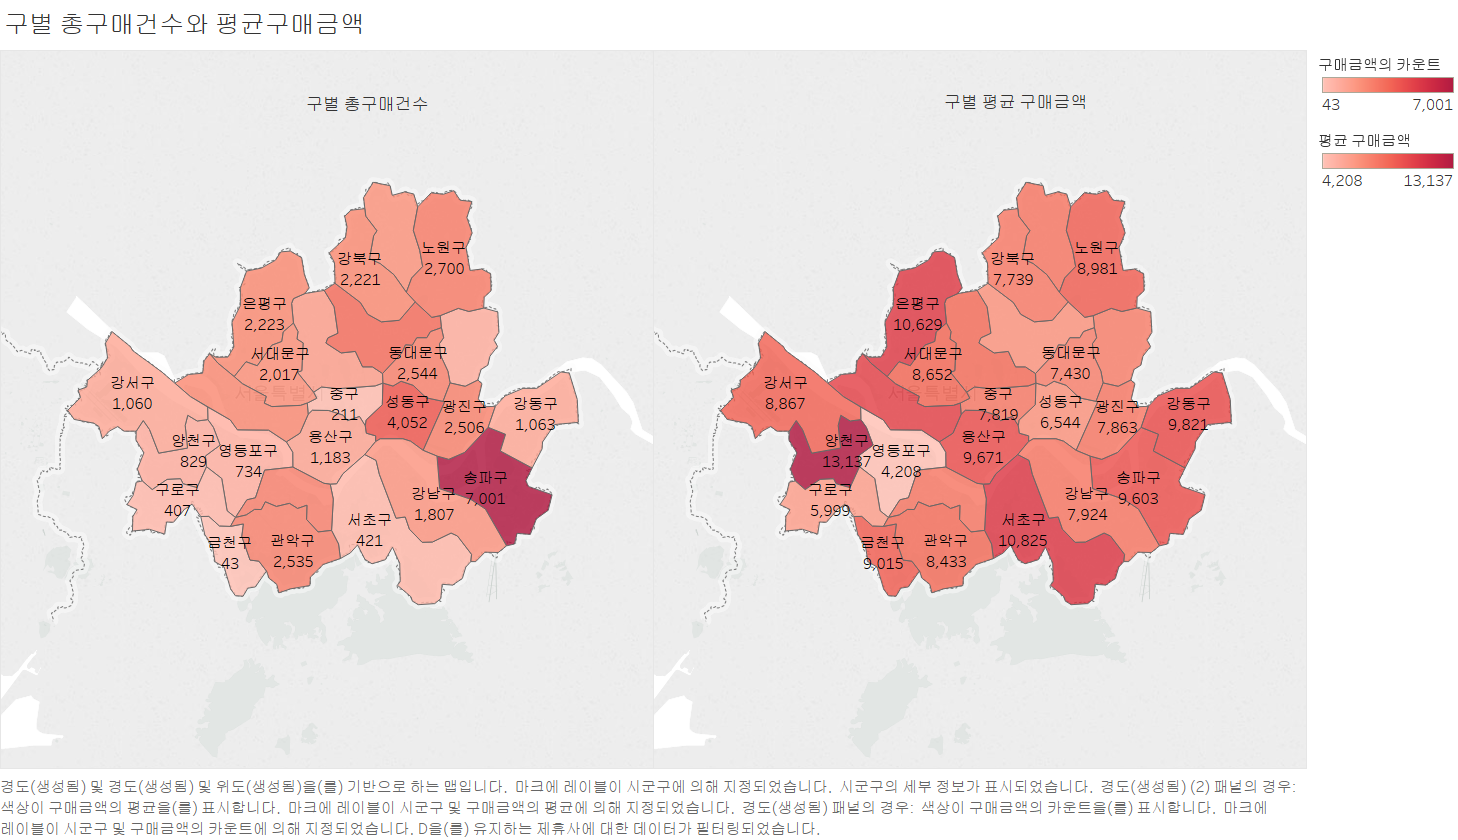 구별 총구매건수와 평균구매금액
구별 총구매건수
노원구
2,700
강북구
2,221
은평구
2,223
서대문구
2,017
동대문구
2,544
강서구
1,060
중구
211
성동구
4,052
광진구
2,506
강동구
1,063
양천구
829
영등포구
734
용산구
1,183
송파구
7,001
구로구
407
강남구
1,807
서초구
421
금천구
43
관악구
2,535
서울특별
구별 평균 구매금액
노원구
8,981
강북구
7,739
은평구
10,629
서대문구
8,652
동대문구
7,430
강서구
8,867
중구
7,819
성동구
6,544
광진구
7,863
강동구
9,821
양천구
13,137
영등포구
4,208
용산구
9,671
송파구
9,603
구로구
5,999
강남구
7,924
서초구
10,825
금천구
9,015
관악구
8,433
서울특별시
구매금액의 카운트
43 7,001
평균 구매금액
4,208 13,137
경도(생성됨) 및 경도(생성됨) 및 위도(생성됨)을(를) 기반으로 하는 맵입니다. 마크에 레이블이 시군구에 의해 지정되었습니다. 시군구의 세부 정보가 표시되었습니다. 경도(생성됨) (2) 패널의 경우:
색상이 구매금액의 평균을(를) 표시합니다. 마크에 레이블이 시군구 및 구매금액의 평균에 의해 지정되었습니다. 경도(생성됨) 패널의 경우: 색상이 구매금액의 카운트을(를) 표시합니다. 마크에
레이블이 시군구 및 구매금액의 카운트에 의해 지정되었습니다. D을(를) 유지하는 제휴사에 대한 데이터가 필터링되었습니다.